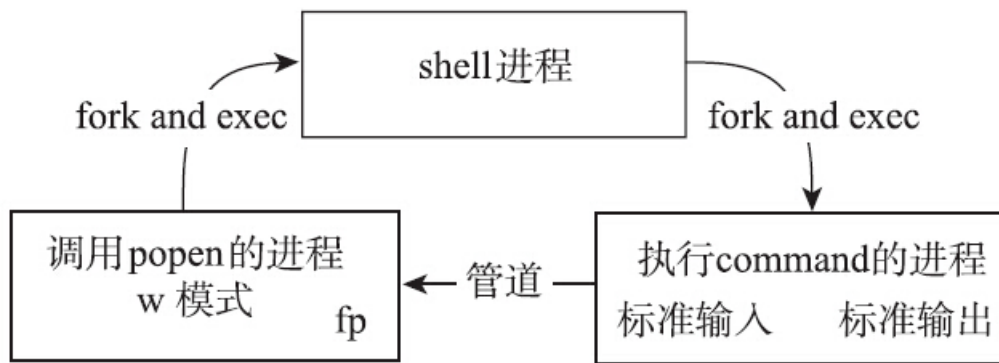 shell进程
fork and exec
fork and exec
调用popen的进程
w 模式
fp
管道
执行command的进程
标准输入 标准输出